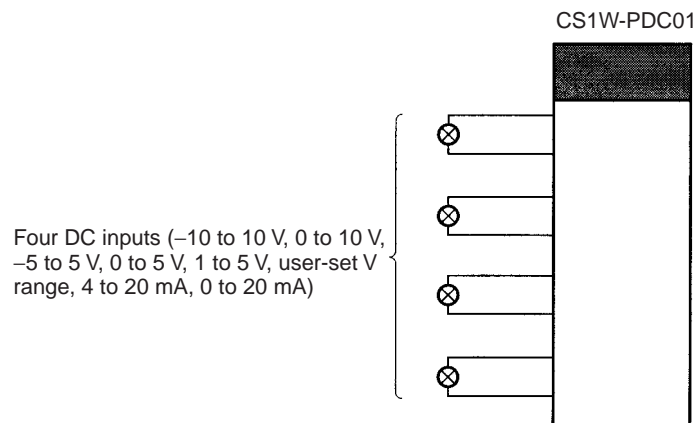 CS1W-PDC01
Four DC inputs (–10 to 10 V, 0 to 10 V,
–5 to 5 V, 0 to 5 V, 1 to 5 V, user-set V
range, 4 to 20 mA, 0 to 20 mA)